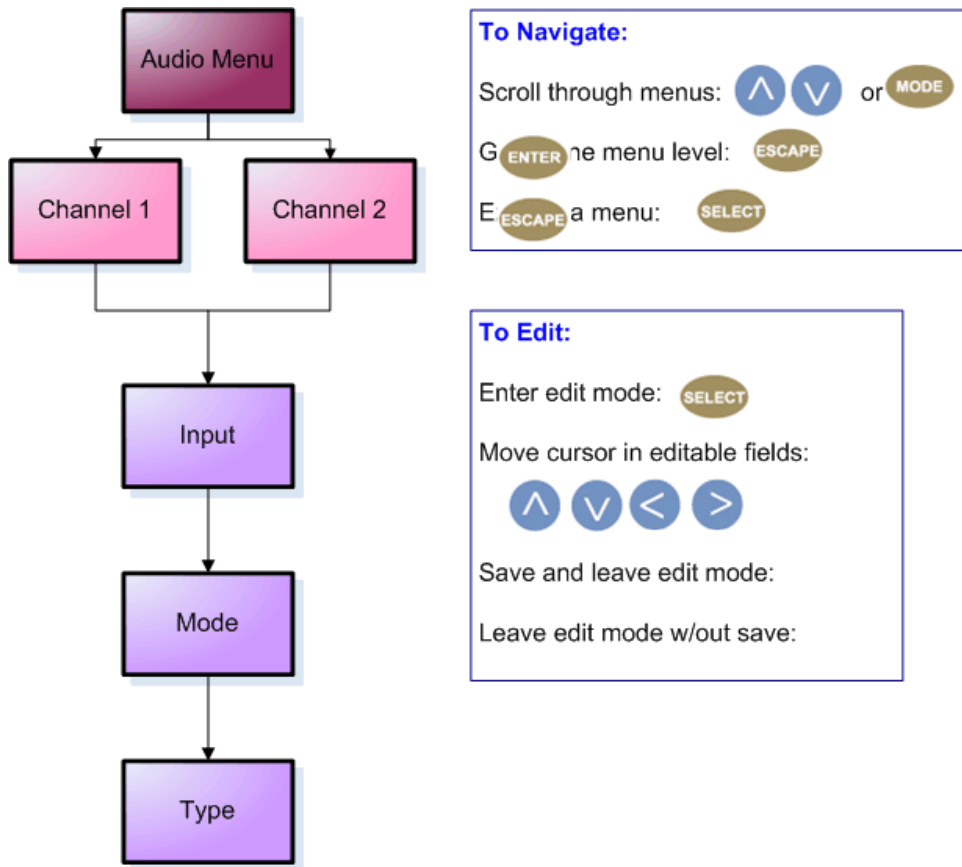 Audio Menu
Channel 1
Channel 2
Input
Mode
Type
To Navigate:
Scroll through menus: ∧ ∨ or MODE
G ENTER ne menu level: ESCAPE
E ESCAPE a menu: SELECT
To Edit:
Enter edit mode: SELECT
Move cursor in editable fields:
∧ ∨ < >
Save and leave edit mode:
Leave edit mode w/out save: